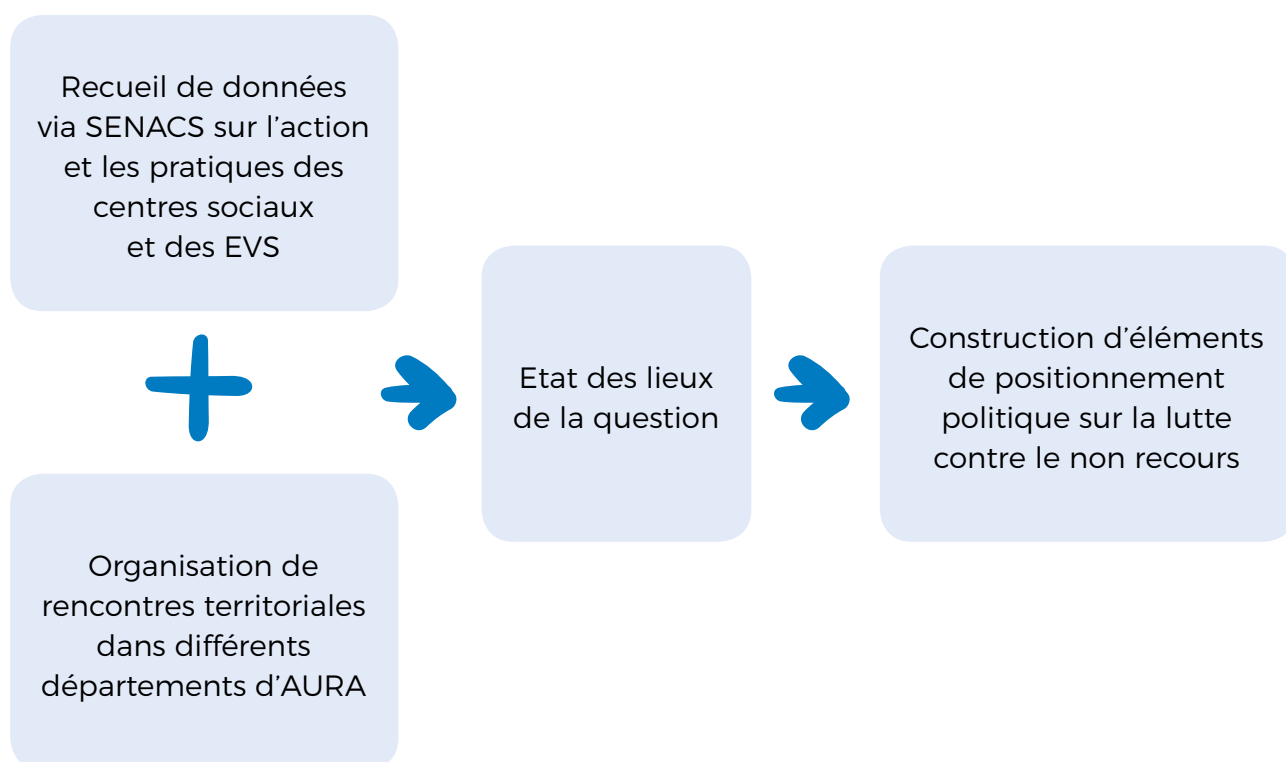 Recueil de données
via SENACS sur l’action
et les pratiques des
centres sociaux
et des EVS
Organisation de
rencontres territoriales
dans différents
départements d’AURA
Etat des lieux
de la question
Construction d’éléments
de positionnement
politique sur la lutte
contre le non recours